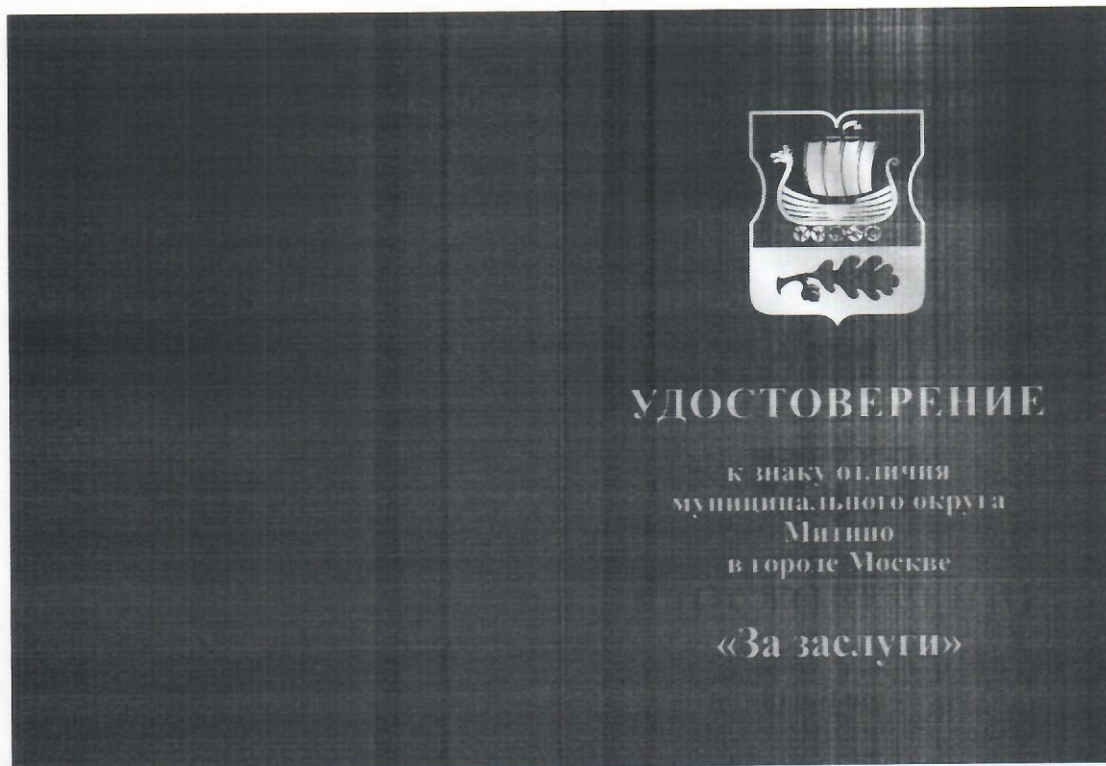 УДОСТОВЕРЕНИЕ
к знаку отличия
муниципального округа
Митино
в городе Москве
«За заслуги»